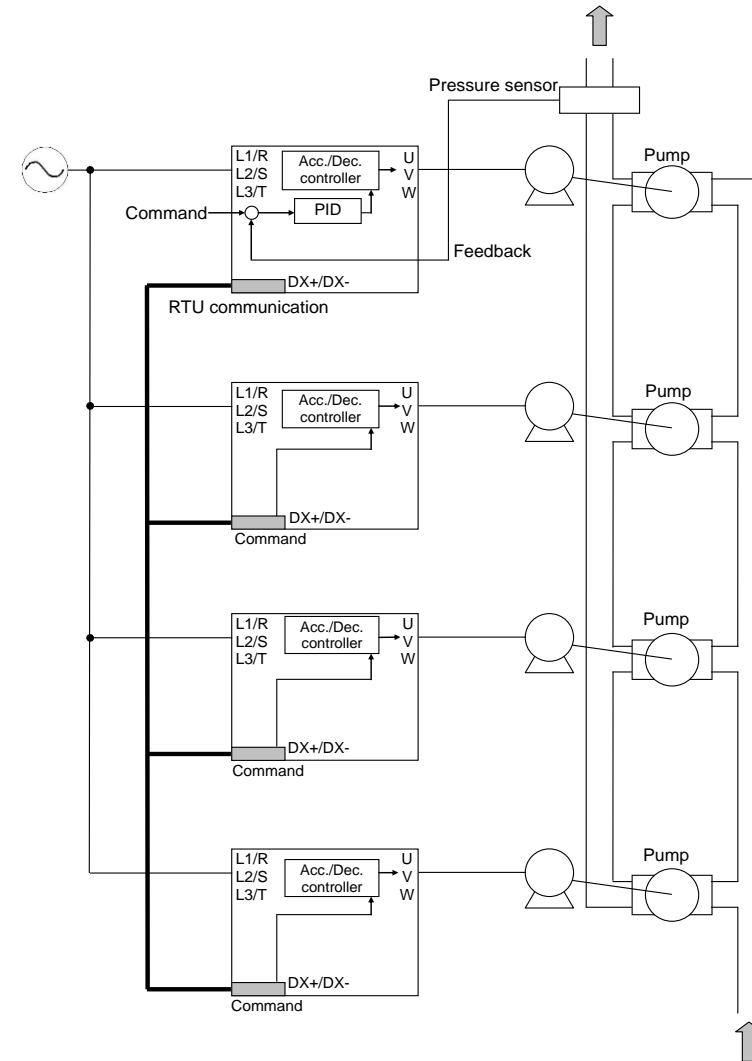 Pressure sensor
L1/R
L2/S
L3/T
Acc./Dec.
controller
U
V
W
Pump
Command
PID
Feedback
DX+/DX-
RTU communication
L1/R
L2/S
L3/T
Acc./Dec.
controller
U
V
W
Pump
DX+/DX-
Command
L1/R
L2/S
L3/T
Acc./Dec.
controller
U
V
W
Pump
DX+/DX-
Command
L1/R
L2/S
L3/T
Acc./Dec.
controller
U
V
W
Pump
DX+/DX-
Command